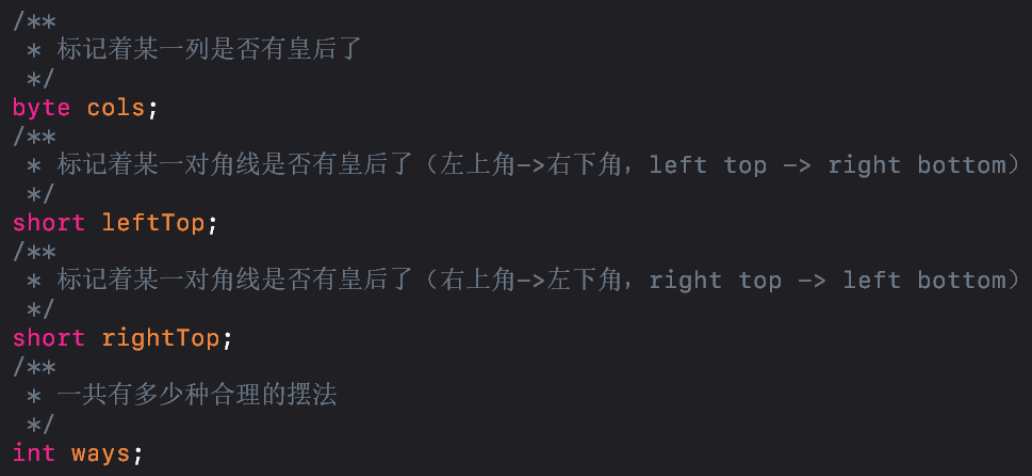 /**
 * 标记着某一列是否有皇后了
 */
byte cols;
/**
 * 标记着某一对角线是否有皇后了（左上角->右下角，left top -> right bottom）
 */
short leftTop;
/**
 * 标记着某一对角线是否有皇后了（右上角->左下角，right top -> left bottom）
 */
short rightTop;
/**
 * 一共有多少种合理的摆法
 */
int ways;